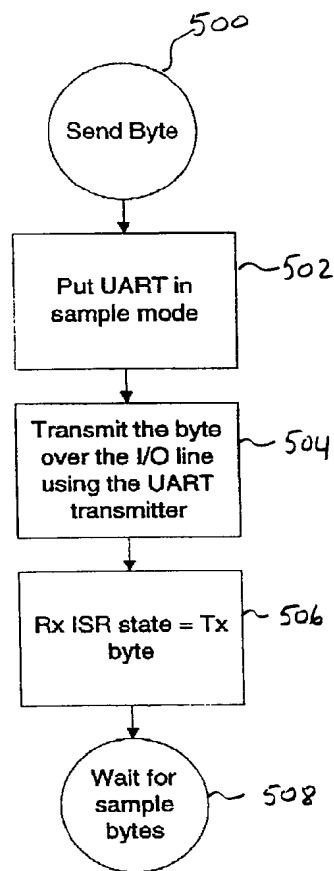 500
Send Byte
Put UART in
sample mode
502
Transmit the byte
over the I/O line
using the UART
transmitter
504
Rx ISR state = Tx
byte
506
Wait for
sample
bytes
508